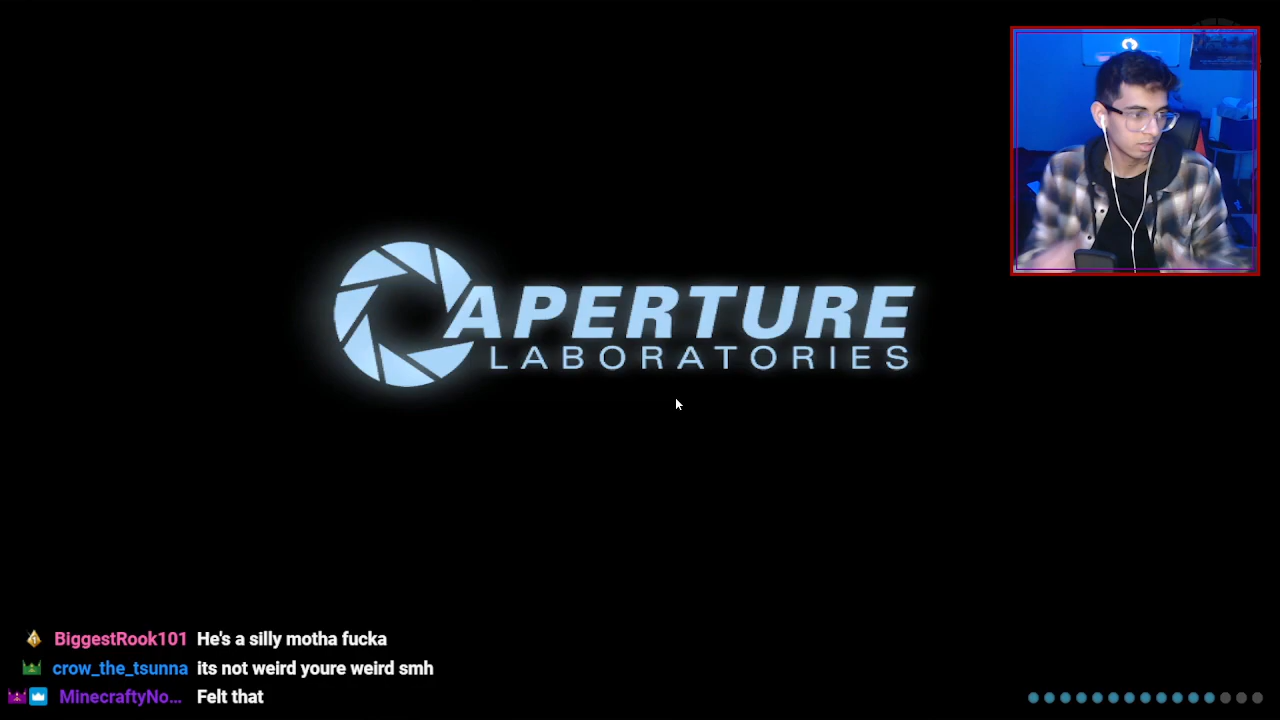 APERTURE
LABORATORIES
BiggestRook101 He's a silly motha fucka
crow_the_tsunna its not weird youre weird smh
MinecraftyNo... Felt that